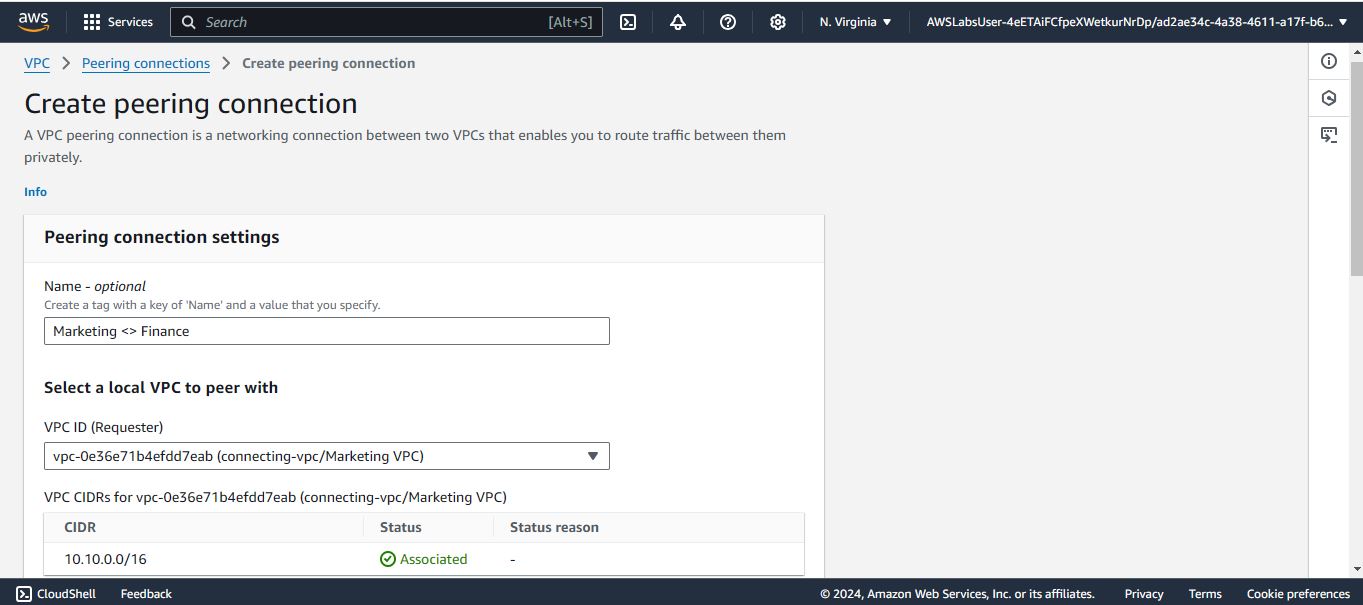 aws
Services
Search
[Alt+S]
N. Virginia
AWSLabsUser-4eETAiFCfpeXWetkurNrDp/ad2ae34c-4a38-4611-a17f-b6...
VPC > Peering connections > Create peering connection
Create peering connection
A VPC peering connection is a networking connection between two VPCs that enables you to route traffic between them
privately.
Info
Peering connection settings
Name - optional
Create a tag with a key of 'Name' and a value that you specify.
Marketing <> Finance
Select a local VPC to peer with
VPC ID (Requester)
vpc-0e36e71b4efdd7eab (connecting-vpc/Marketing VPC)
VPC CIDRs for vpc-0e36e71b4efdd7eab (connecting-vpc/Marketing VPC)
CIDR Status Status reason
10.10.0.0/16 Associated -
CloudShell Feedback © 2024, Amazon Web Services, Inc. or its affiliates. Privacy Terms Cookie preferences